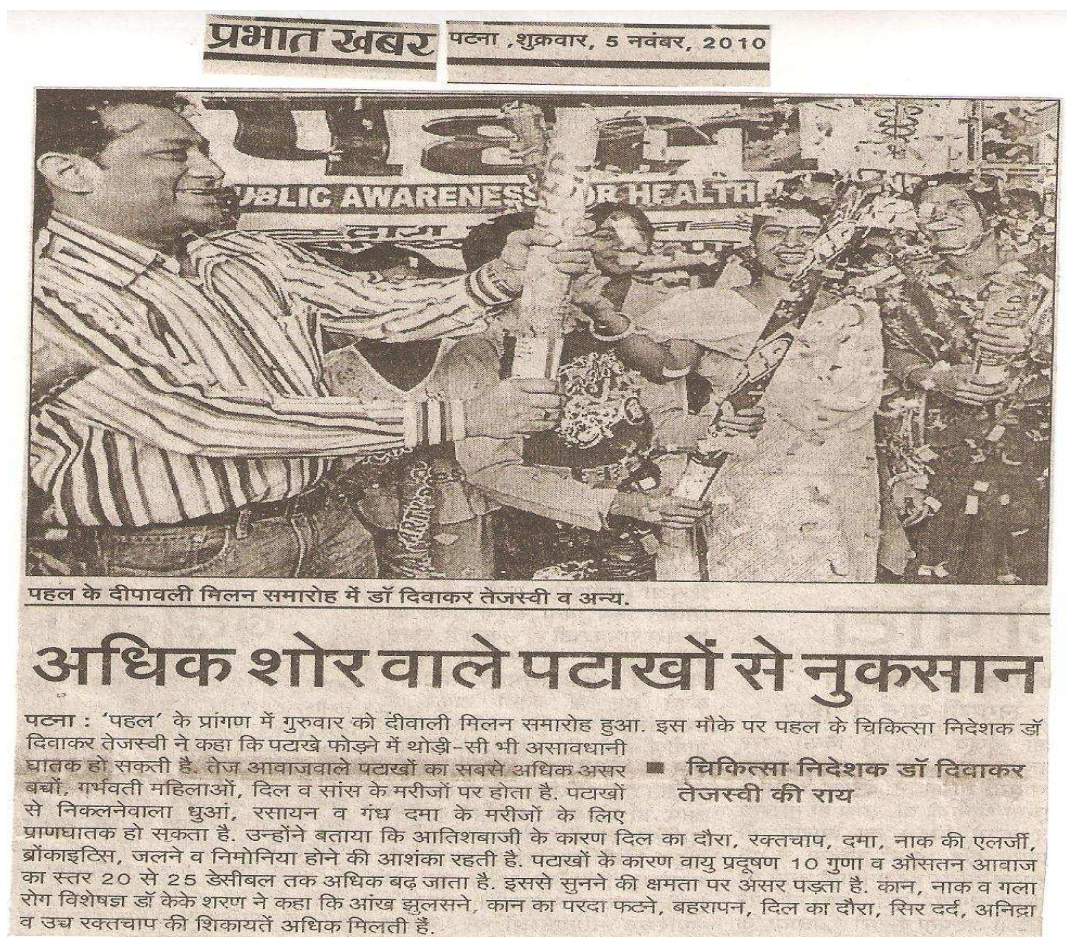 प्रभात खबर
पटना ,शुक्रवार, 5 नवंबर, 2010
पहल
UBLIC AWARENESS FOR HEALTH
द्वारा
पहल के दीपावली मिलन समारोह में डॉ दिवाकर तेजस्वी व अन्य.
अधिक शोर वाले पटाखों से नुकसान
पटना : 'पहल' के प्रांगण में गुरुवार को दीवाली मिलन समारोह हुआ. इस मौके पर पहल के चिकित्सा निदेशक डॉ
दिवाकर तेजस्वी ने कहा कि पटाखे फोड़ने में थोड़ी-सी भी असावधानी
घातक हो सकती है. तेज आवाजवाले पटाखों का सबसे अधिक असर
बच्चों, गर्भवती महिलाओं, दिल व सांस के मरीजों पर होता है. पटाखों
से निकलनेवाला धुआं, रसायन व गंध दमा के मरीजों के लिए
■ चिकित्सा निदेशक डॉ दिवाकर
तेजस्वी की राय
प्राणघातक हो सकता है. उन्होंने बताया कि आतिशबाजी के कारण दिल का दौरा, रक्तचाप, दमा, नाक की एलर्जी,
ब्रोंकाइटिस, जलने व निमोनिया होने की आशंका रहती है. पटाखों के कारण वायु प्रदूषण 10 गुणा व औसतन आवाज
का स्तर 20 से 25 डेसीबल तक अधिक बढ़ जाता है. इससे सुनने की क्षमता पर असर पड़ता है. कान, नाक व गला
रोग विशेषज्ञ डॉ केके शरण ने कहा कि आंख झुलसने, कान का परदा फटने, बहरापन, दिल का दौरा, सिर दर्द, अनिद्रा
व उच्च रक्तचाप की शिकायतें अधिक मिलती हैं.